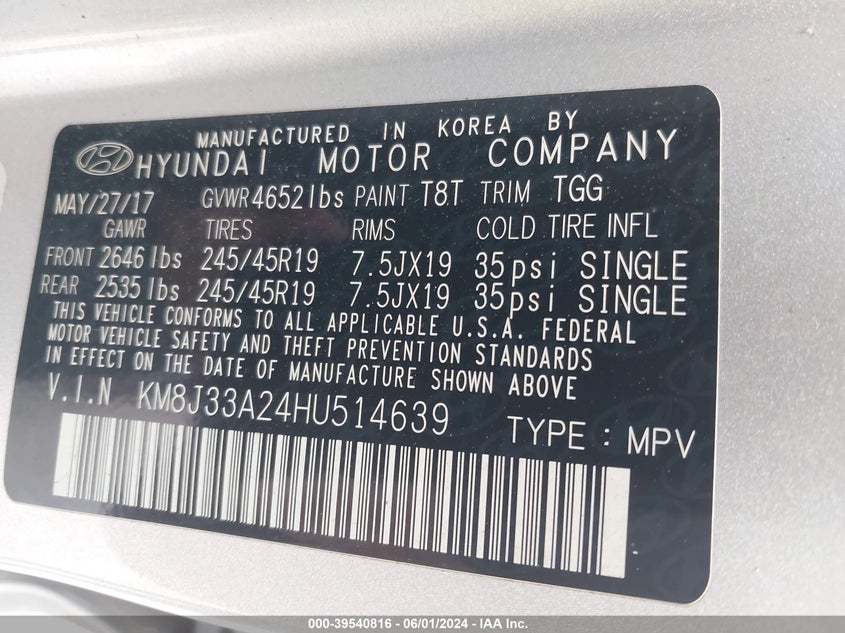 MANUFACTURED IN KOREA BY
HYUNDAI MOTOR COMPANY
MAY/27/17 GVWR 4652 lbs PAINT T8T TRIM TGG
GAWR TIRES RIMS COLD TIRE INFL
FRONT 2646 lbs 245/45R19 7.5JX19 35psi SINGLE
REAR 2535 lbs 245/45R19 7.5JX19 35psi SINGLE
THIS VEHICLE CONFORMS TO ALL APPLICABLE U.S.A. FEDERAL
MOTOR VEHICLE SAFETY AND THEFT PREVENTION STANDARDS
IN EFFECT ON THE DATE OF MANUFACTURE SHOWN ABOVE
V.I.N KM8J33A24HU514639 TYPE : MPV
000-39540816 - 06/01/2024 - IAA Inc.